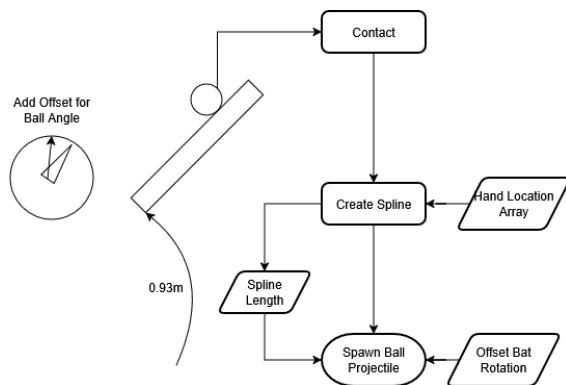 Contact
Add Offset for
Ball Angle
Create Spline
Hand Location
Array
0.93m
Spline
Length
Spawn Ball
Projectile
Offset Bat
Rotation